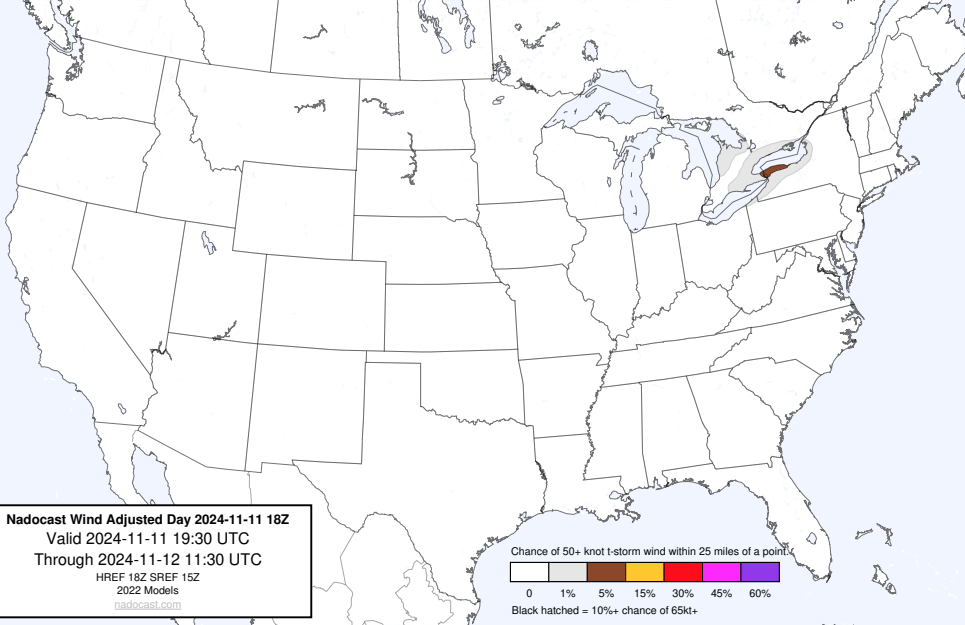 Nadocast Wind Adjusted Day 2024-11-11 18Z
Valid 2024-11-11 19:30 UTC
Through 2024-11-12 11:30 UTC
HREF 18Z SREF 15Z
2022 Models
nadocast.com
Chance of 50+ knot t-storm wind within 25 miles of a point.
0 1% 5% 15% 30% 45% 60%
Black hatched = 10%+ chance of 65kt+